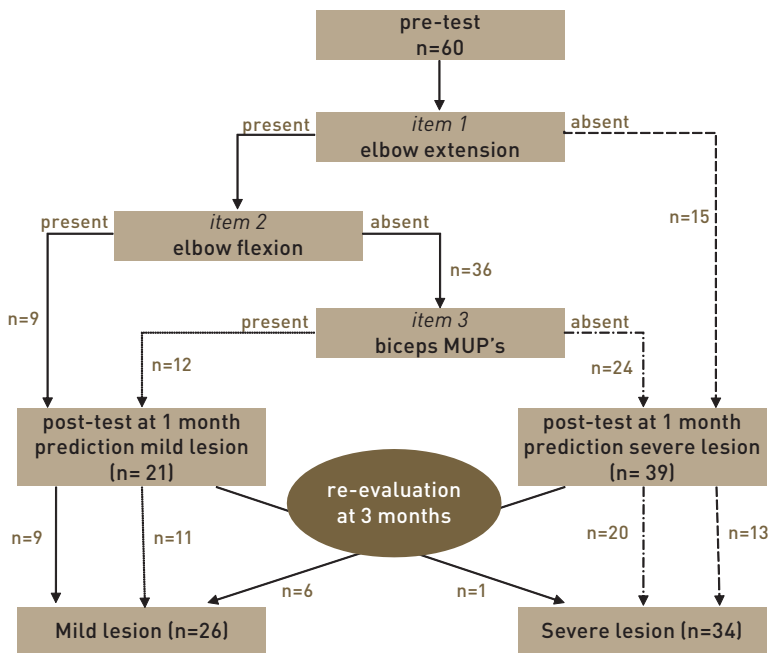 pre-test
n=60
present
item 1
elbow extension
absent
present
item 2
elbow flexion
absent
n=15
n=36
n=9
present
item 3
biceps MUP's
absent
n=12
n=24
post-test at 1 month
prediction mild lesion
(n= 21)
post-test at 1 month
prediction severe lesion
(n= 39)
re-evaluation
at 3 months
n=9
n=11
n=20
n=13
n=6
n=1
Mild lesion (n=26)
Severe lesion (n=34)